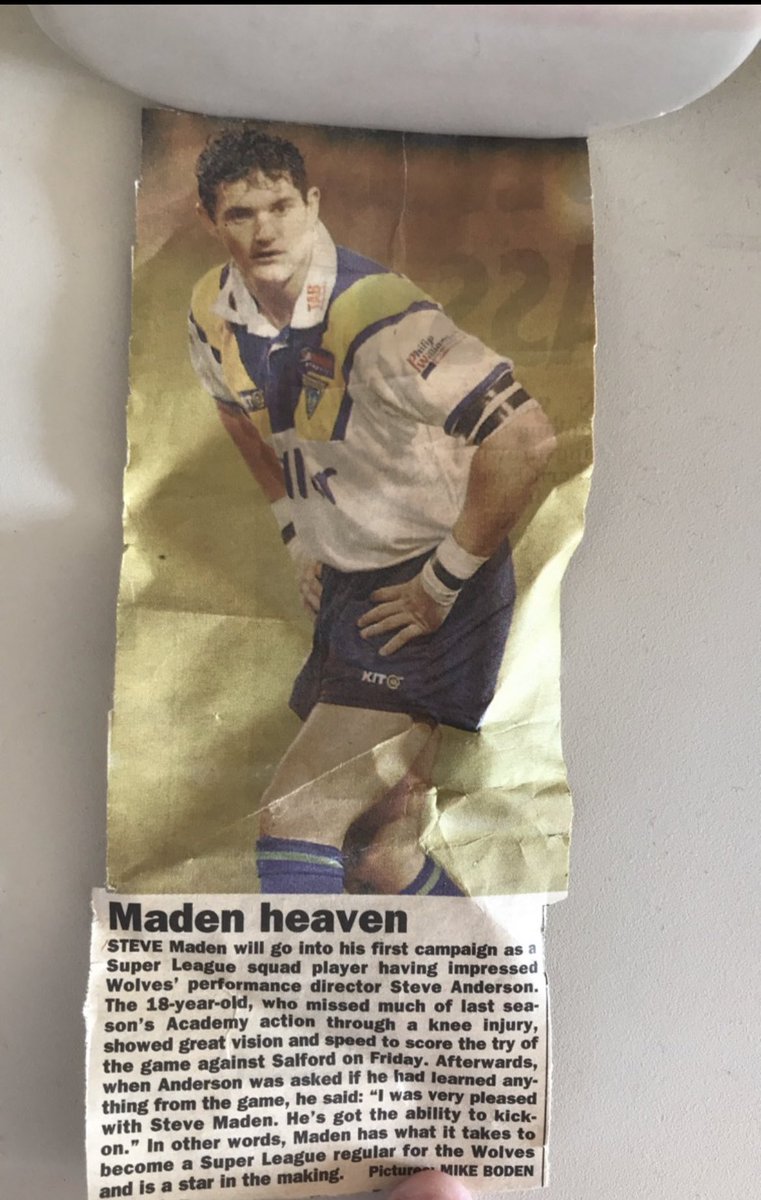 TAB
Philip
KIT
Maden heaven
STEVE Maden will go into his first campaign as a
Super League squad player having impressed
Wolves' performance director Steve Anderson.
The 18-year-old, who missed much of last sea-
son's Academy action through a knee injury,
showed great vision and speed to score the try of
the game against Salford on Friday. Afterwards,
when Anderson was asked if he had learned any-
thing from the game, he said: "I was very pleased
with Steve Maden. He's got the ability to kick-
on." In other words, Maden has what it takes to
become a Super League regular for the Wolves
and is a star in the making. Picture: MIKE BODEN